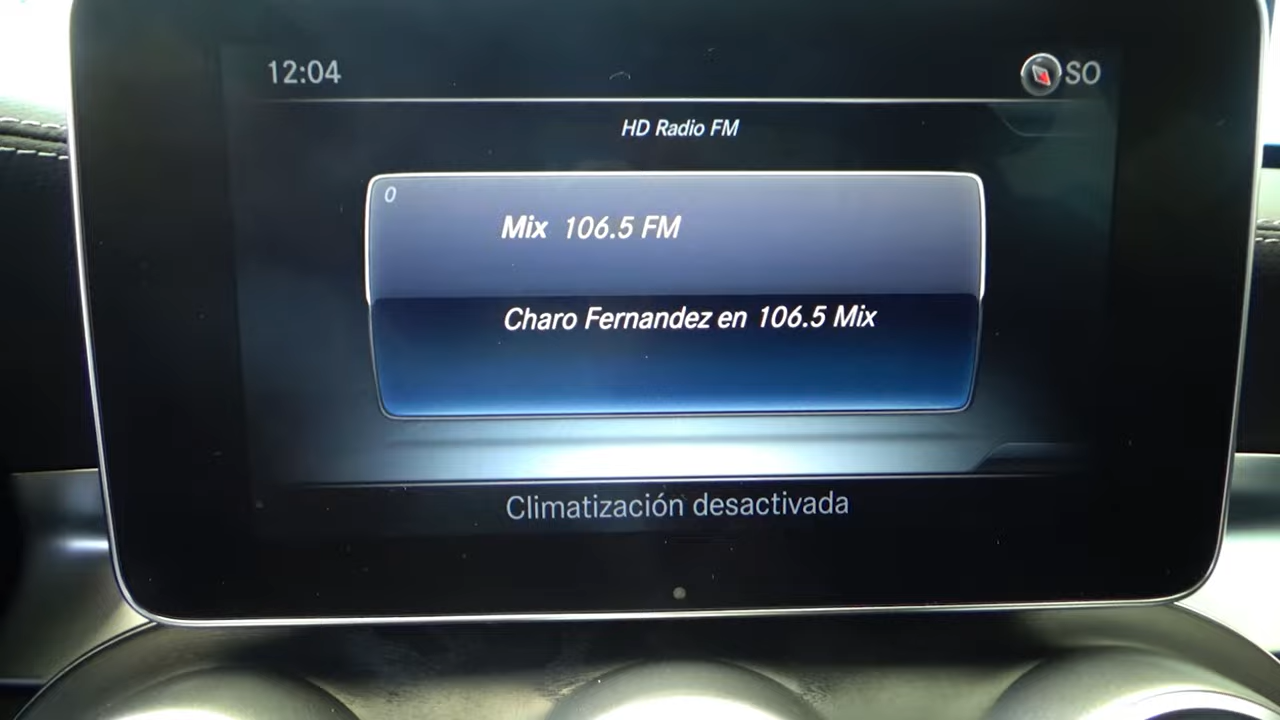 12:04 SO
HD Radio FM
0
Mix 106.5 FM
Charo Fernandez en 106.5 Mix
Climatización desactivada